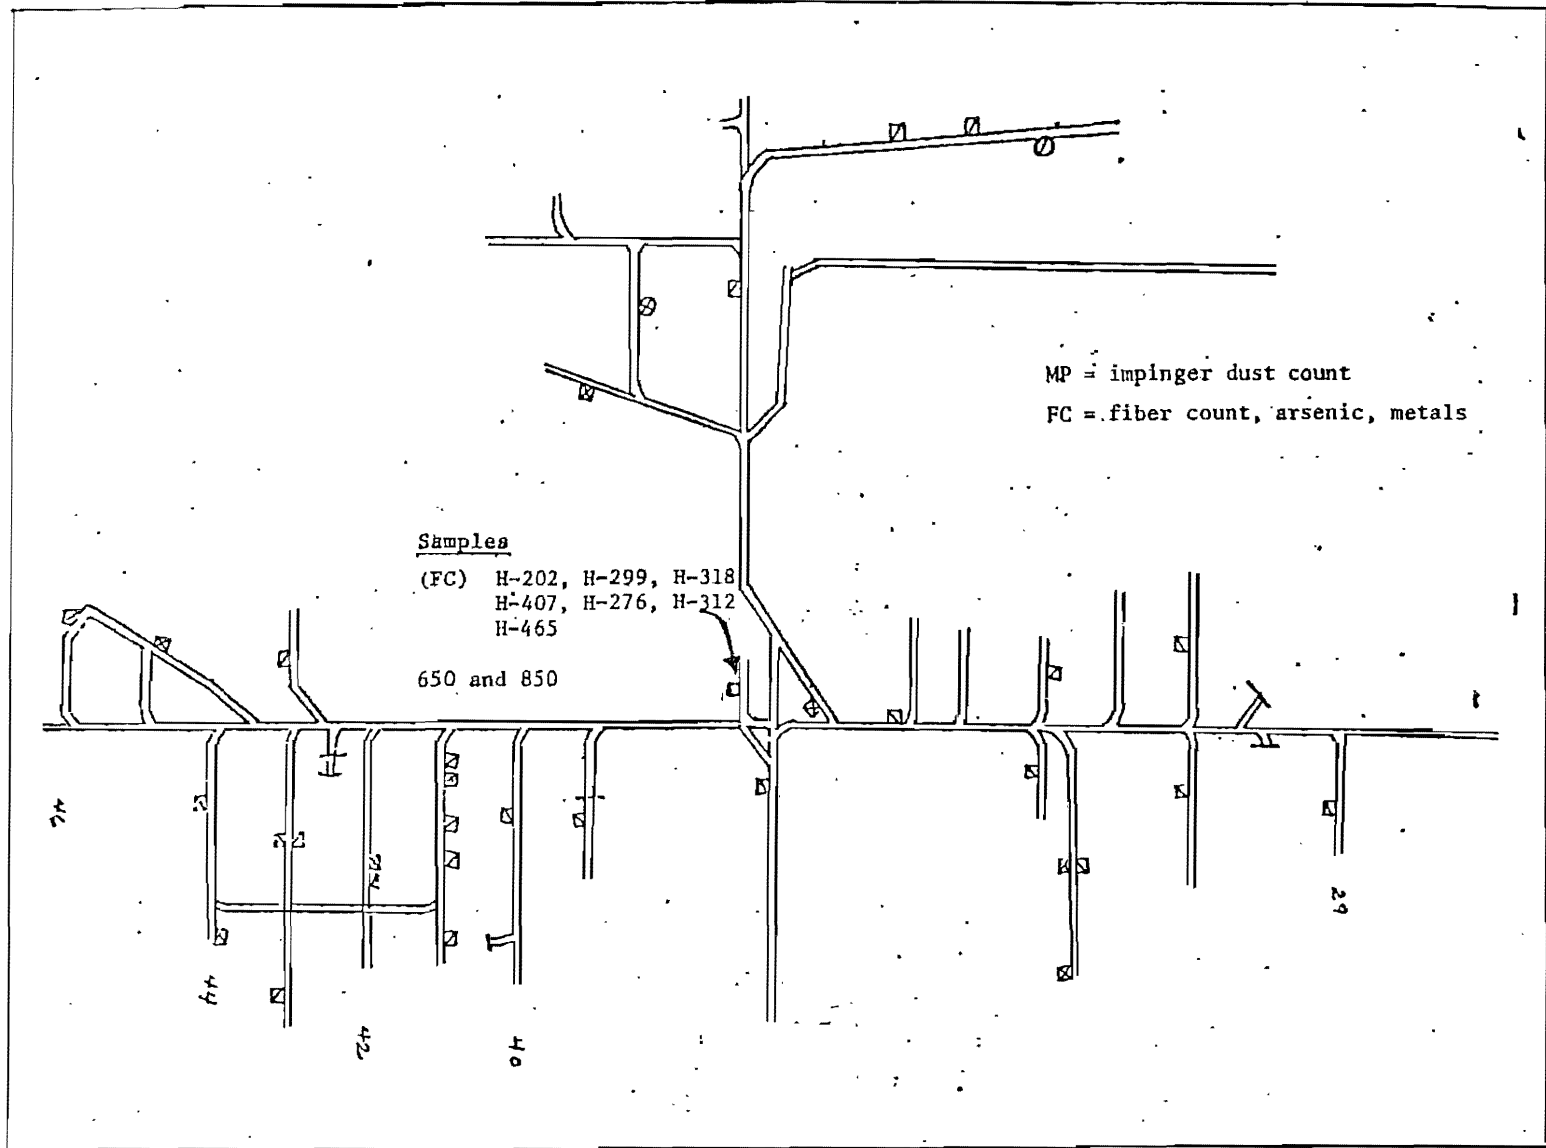 MP = impinger dust count
FC = fiber count, arsenic, metals
Samples
(FC) H-202, H-299, H-318
H-407, H-276, H-312
H-465
650 and 850
46
44
42
40
29